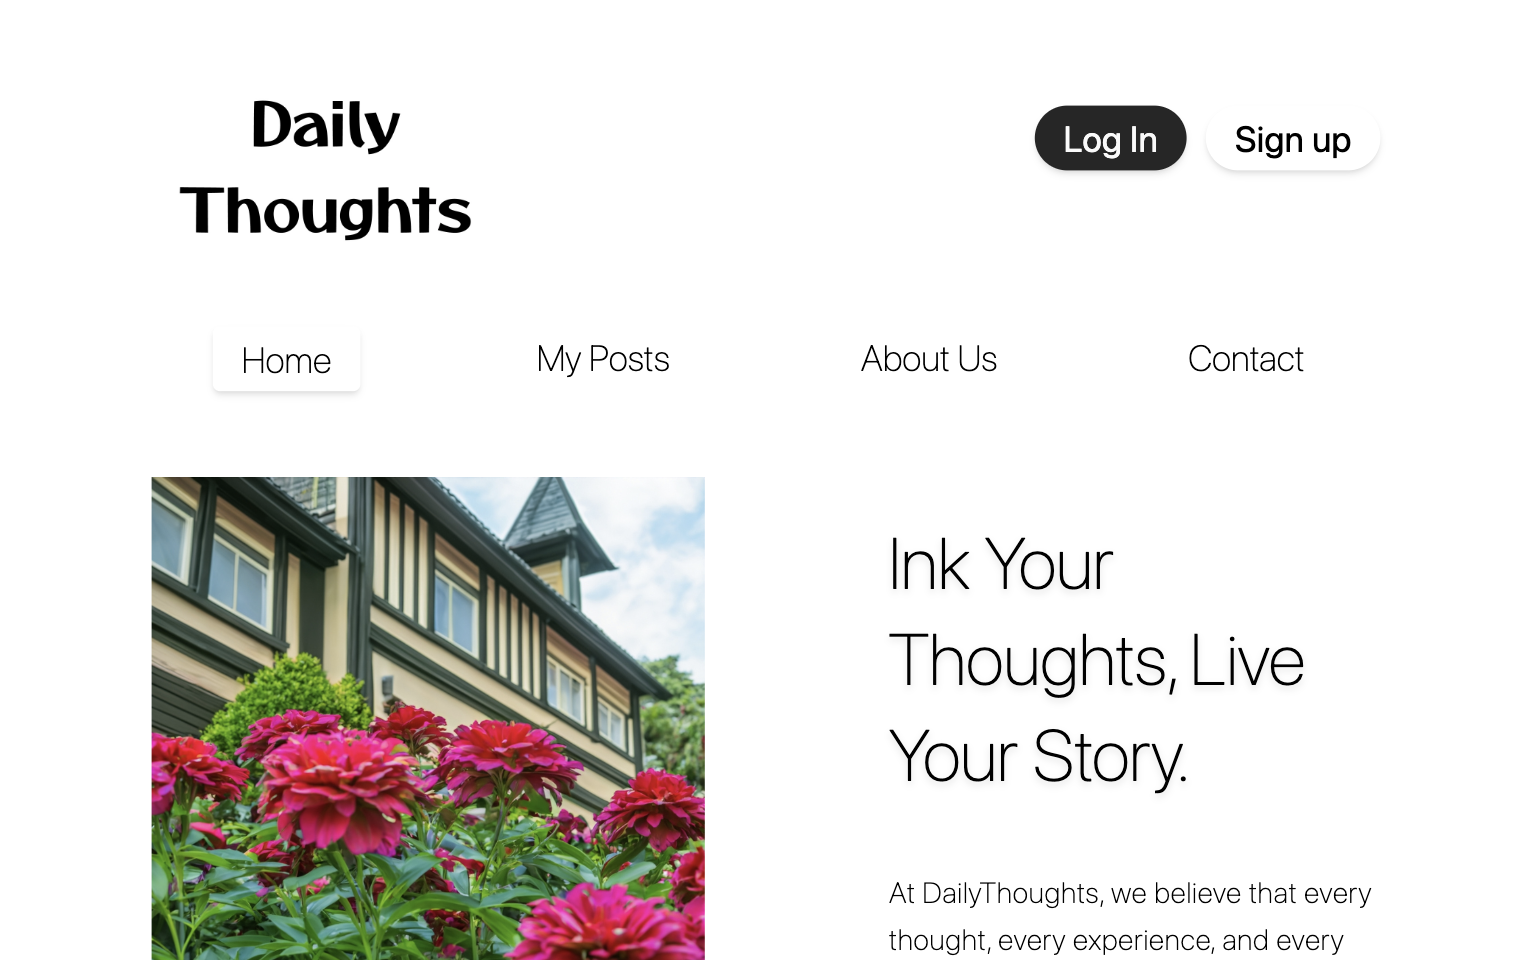 Daily
Thoughts
Log In
Sign up
Home
My Posts
About Us
Contact
Ink Your
Thoughts, Live
Your Story.
At DailyThoughts, we believe that every
thought, every experience, and every